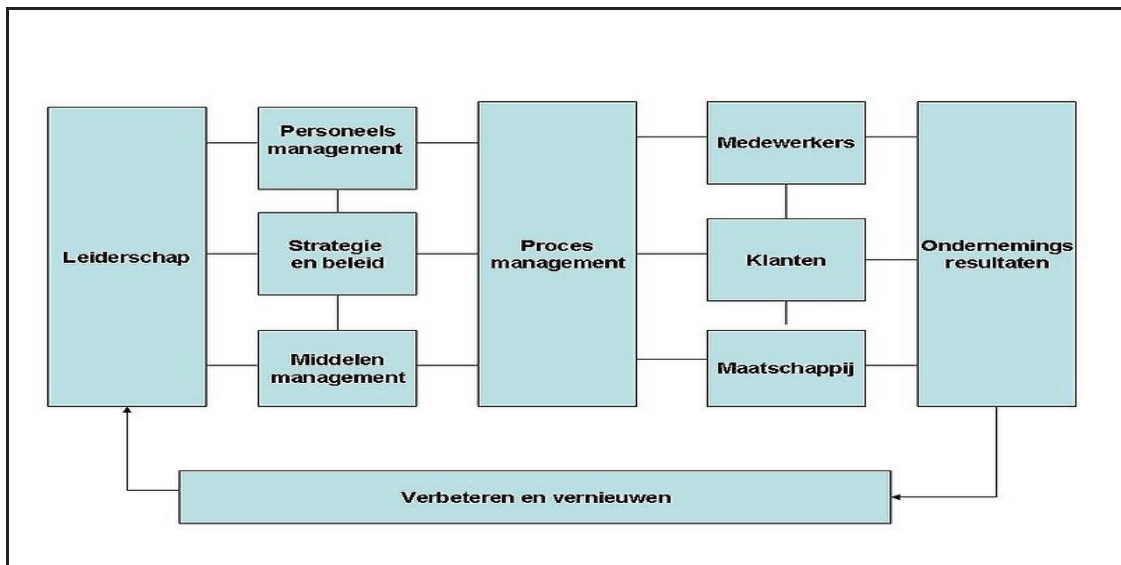 Leiderschap
Personeels
management
Strategie
en beleid
Middelen
management
Proces
management
Medewerkers
Klanten
Maatschappij
Ondernemings
resultaten
Verbeteren en vernieuwen